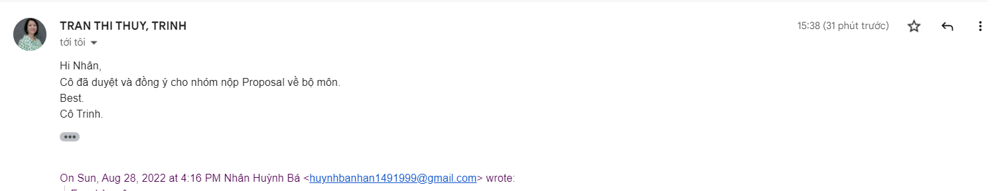 TRAN THI THUY, TRINH
15:38 (31 phút trước)
tới tôi
Hi Nhân,
Cô đã duyệt và đồng ý cho nhóm nộp Proposal về bộ môn.
Best.
Cô Trinh.
On Sun, Aug 28, 2022 at 4:16 PM Nhân Huỳnh Bá <huynhbanhan1491999@gmail.com> wrote: